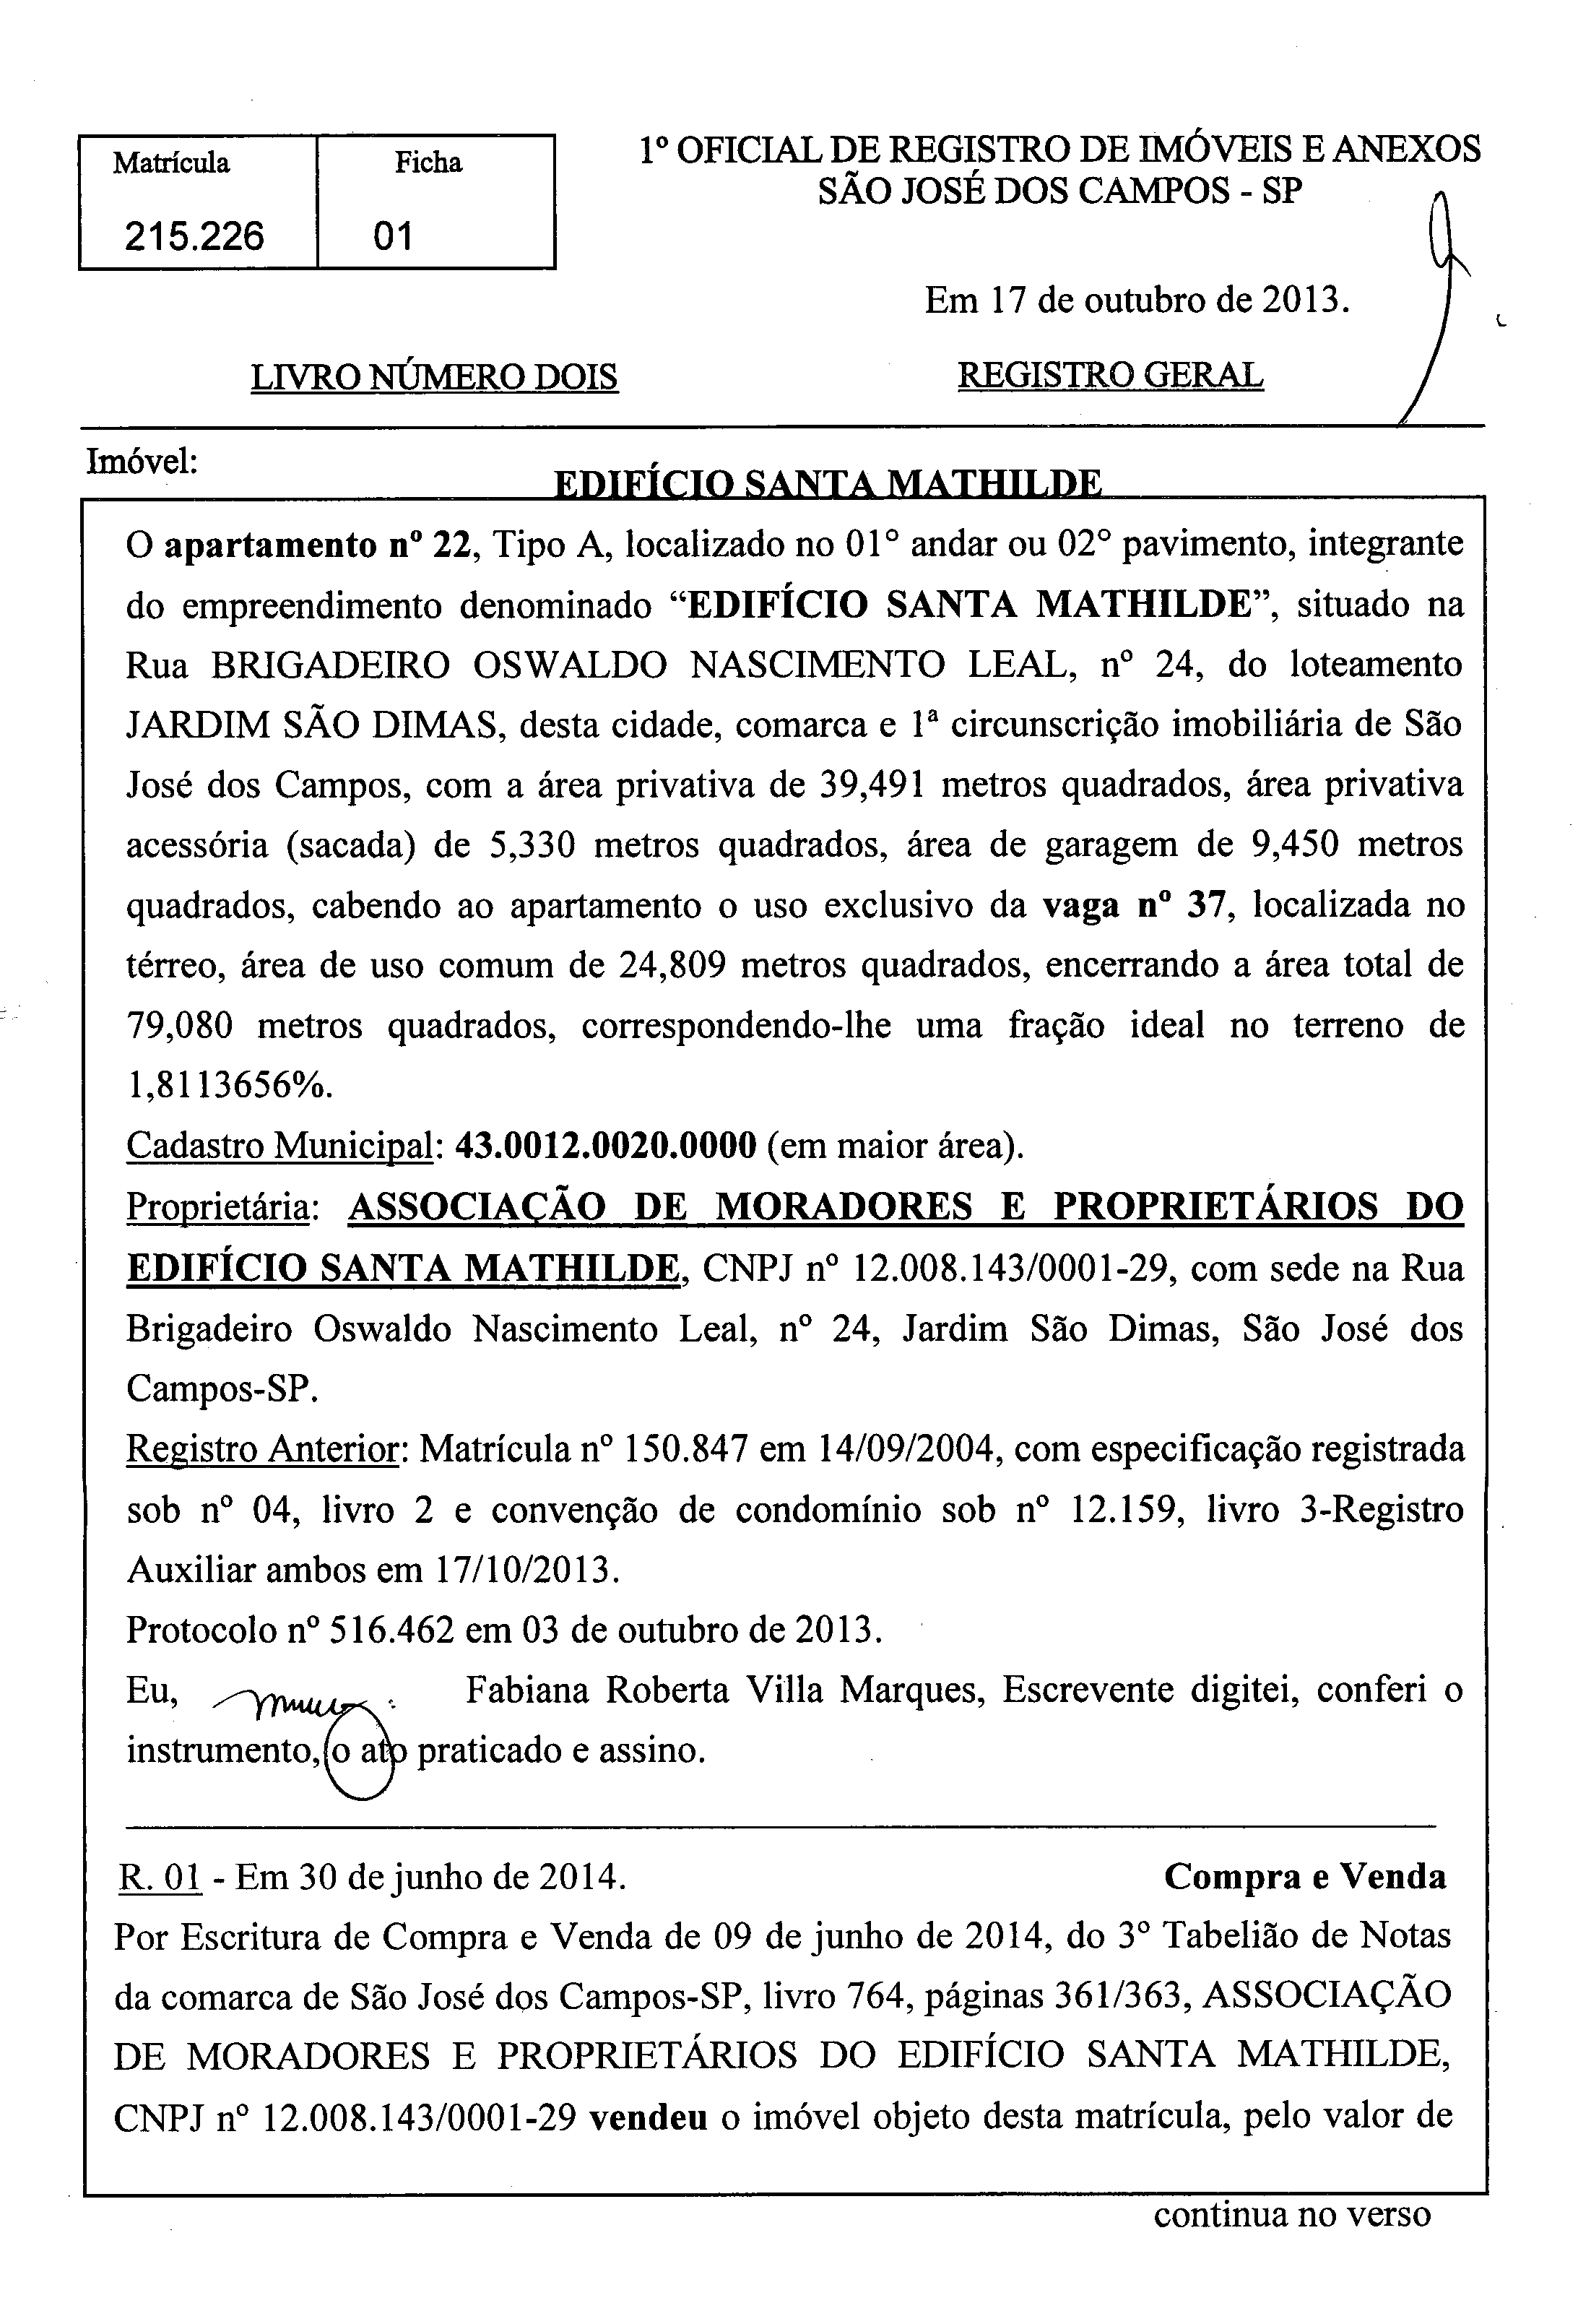 Matrícula Ficha
215.226 01
1º OFICIAL DE REGISTRO DE IMÓVEIS E ANEXOS
SÃO JOSÉ DOS CAMPOS - SP
Em 17 de outubro de 2013.
LIVRO NÚMERO DOIS REGISTRO GERAL
Imóvel:
EDIFÍCIO SANTA MATHILDE
O apartamento nº 22, Tipo A, localizado no 01° andar ou 02° pavimento, integrante
do empreendimento denominado “EDIFÍCIO SANTA MATHILDE”, situado na
Rua BRIGADEIRO OSWALDO NASCIMENTO LEAL, nº 24, do loteamento
JARDIM SÃO DIMAS, desta cidade, comarca e 1ª circunscrição imobiliária de São
José dos Campos, com a área privativa de 39,491 metros quadrados, área privativa
acessória (sacada) de 5,330 metros quadrados, área de garagem de 9,450 metros
quadrados, cabendo ao apartamento o uso exclusivo da vaga nº 37, localizada no
térreo, área de uso comum de 24,809 metros quadrados, encerrando a área total de
79,080 metros quadrados, correspondendo-lhe uma fração ideal no terreno de
1,8113656%.
Cadastro Municipal: 43.0012.0020.0000 (em maior área).
Proprietária: ASSOCIAÇÃO DE MORADORES E PROPRIETÁRIOS DO
EDIFÍCIO SANTA MATHILDE, CNPJ nº 12.008.143/0001-29, com sede na Rua
Brigadeiro Oswaldo Nascimento Leal, nº 24, Jardim São Dimas, São José dos
Campos-SP.
Registro Anterior: Matrícula nº 150.847 em 14/09/2004, com especificação registrada
sob nº 04, livro 2 e convenção de condomínio sob nº 12.159, livro 3-Registro
Auxiliar ambos em 17/10/2013.
Protocolo nº 516.462 em 03 de outubro de 2013.
Eu, Fabiana Roberta Villa Marques, Escrevente digitei, conferi o
instrumento, o ato praticado e assino.
R. 01 - Em 30 de junho de 2014. Compra e Venda
Por Escritura de Compra e Venda de 09 de junho de 2014, do 3º Tabelião de Notas
da comarca de São José dos Campos-SP, livro 764, páginas 361/363, ASSOCIAÇÃO
DE MORADORES E PROPRIETÁRIOS DO EDIFÍCIO SANTA MATHILDE,
CNPJ nº 12.008.143/0001-29 vendeu o imóvel objeto desta matrícula, pelo valor de
continua no verso